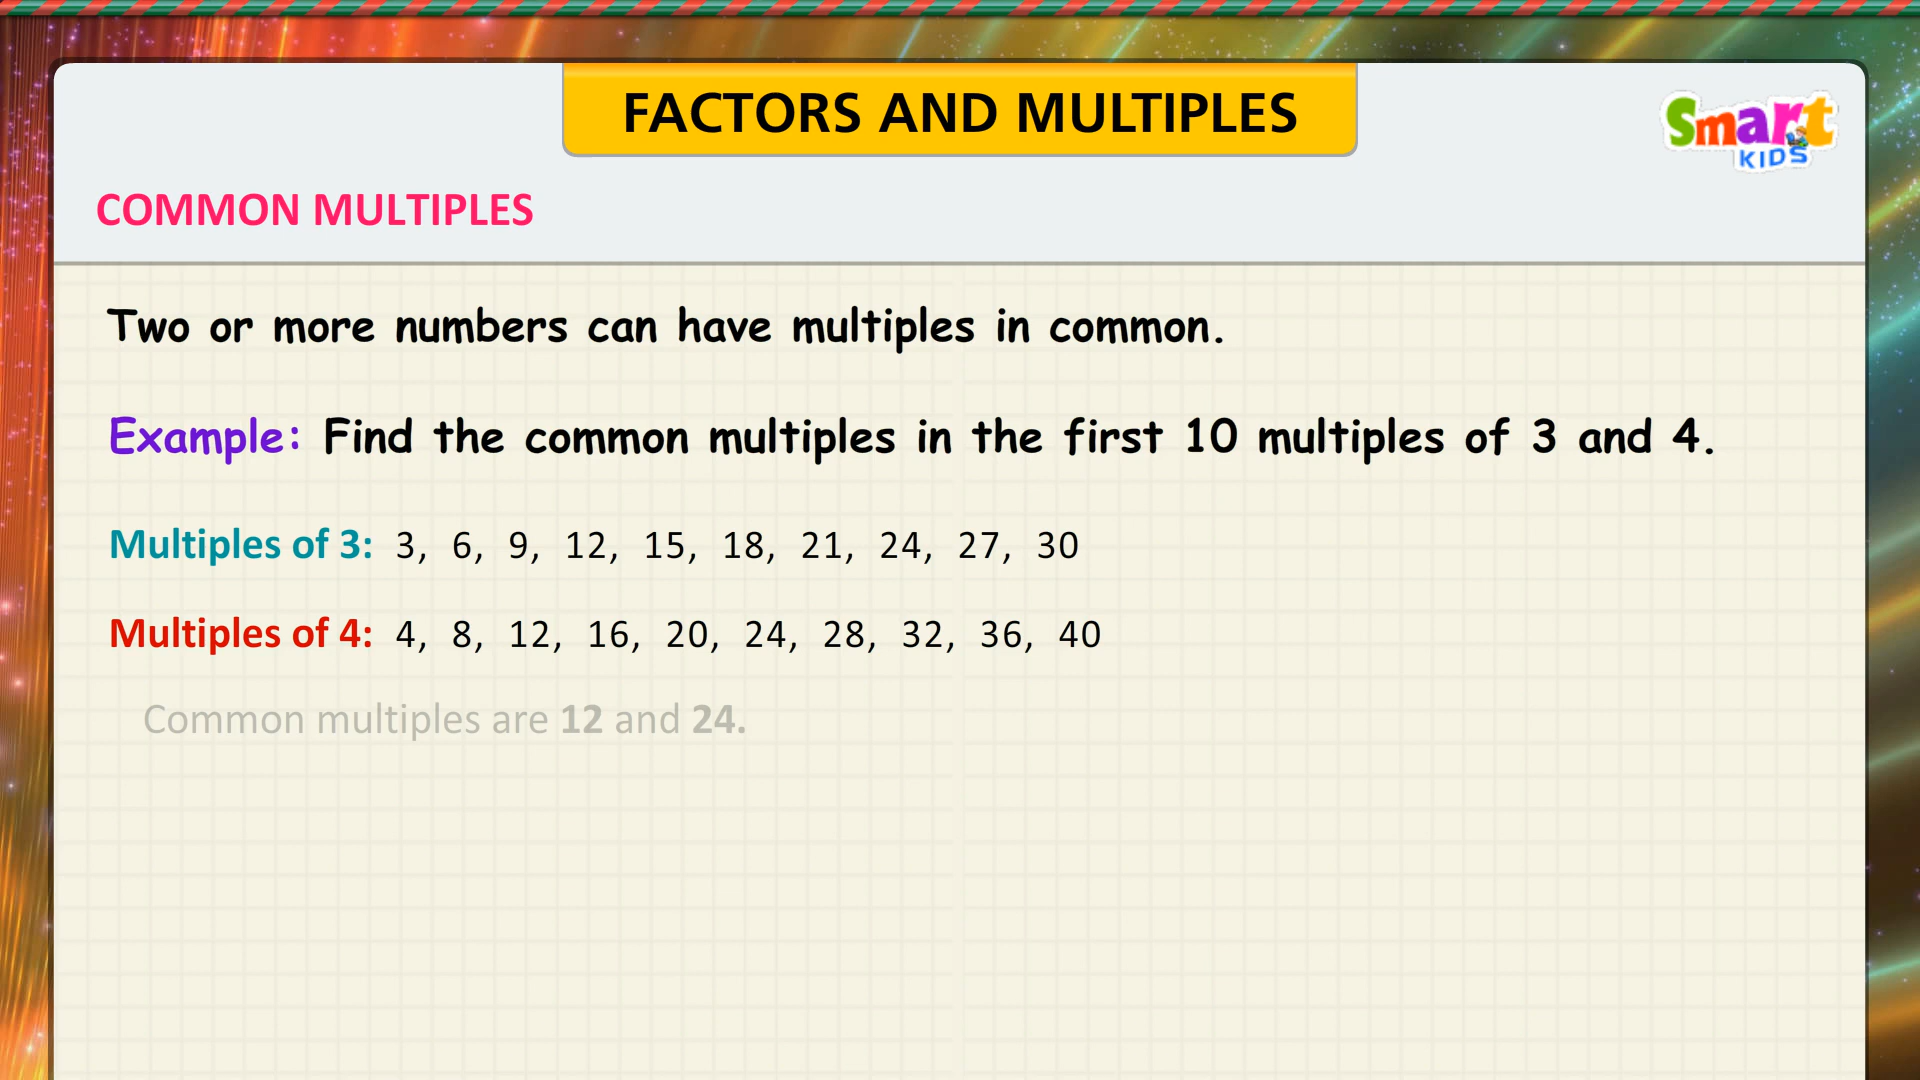 FACTORS AND MULTIPLES
Smart
KIDS
COMMON MULTIPLES
Two or more numbers can have multiples in common.
Example: Find the common multiples in the first 10 multiples of 3 and 4.
Multiples of 3: 3, 6, 9, 12, 15, 18, 21, 24, 27, 30
Multiples of 4: 4, 8, 12, 16, 20, 24, 28, 32, 36, 40
Common multiples are 12 and 24.